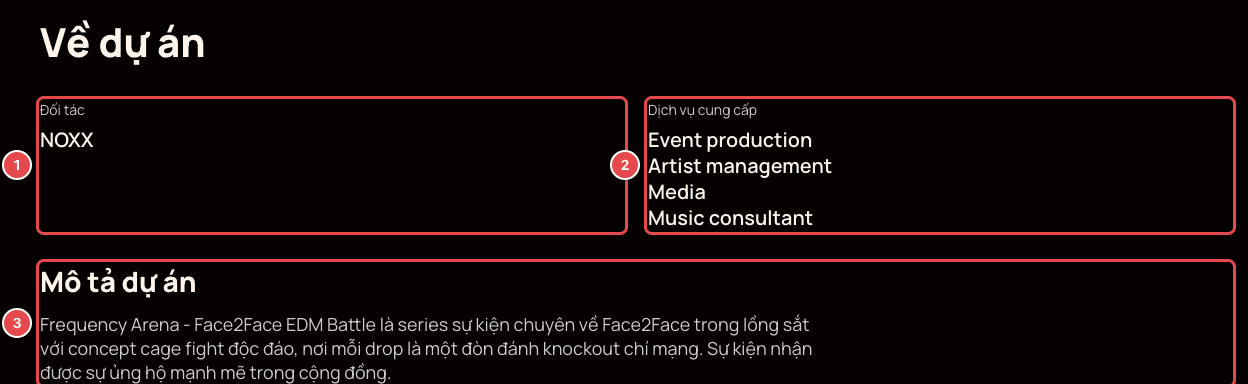 Về dự án
Đối tác
NOXX
1
Dịch vụ cung cấp
Event production
Artist management
Media
Music consultant
2
Mô tả dự án
Frequency Arena - Face2Face EDM Battle là series sự kiện chuyên về Face2Face trong lồng sắt
với concept cage fight độc đáo, nơi mỗi drop là một đòn đánh knockout chí mạng. Sự kiện nhận
được sự ủng hộ mạnh mẽ trong cộng đồng.
3